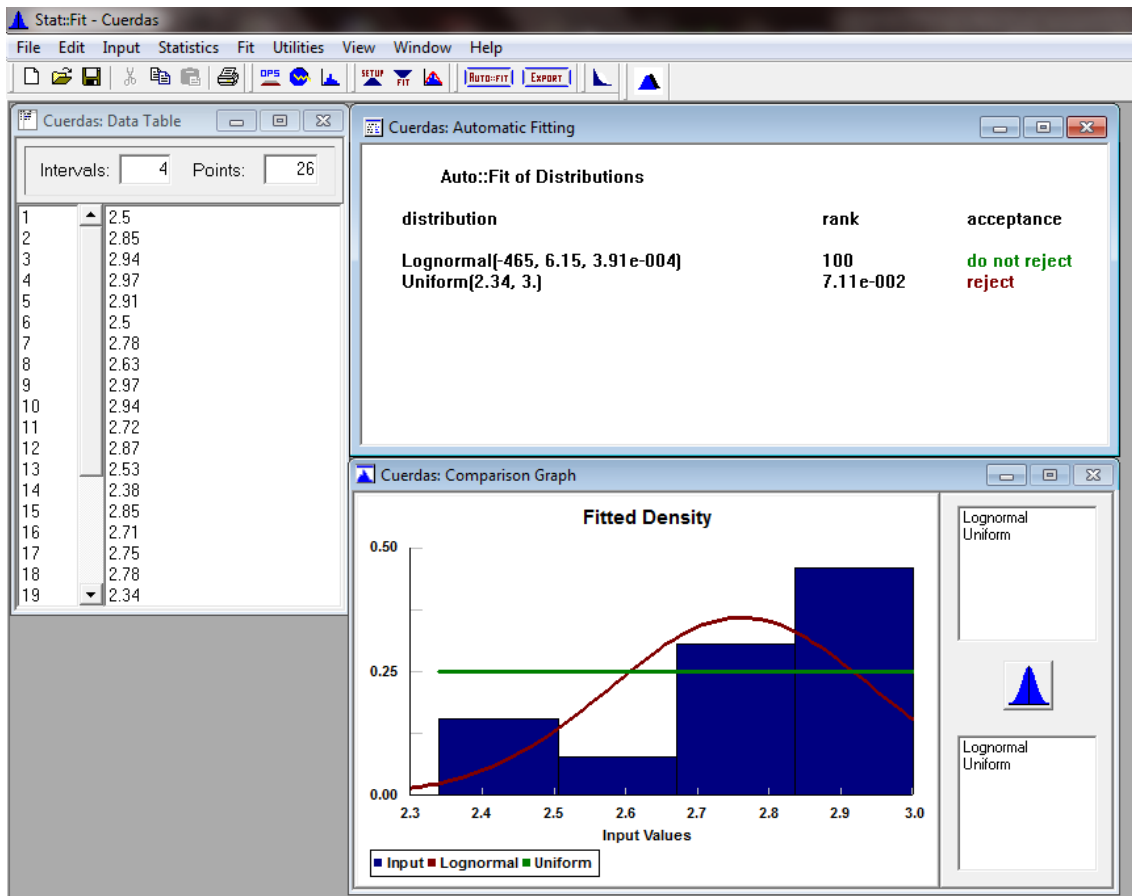 Stat::Fit - Cuerdas
File Edit Input Statistics Fit Utilities View Window Help
OPS SETUP FIT AUTO::FIT EXPORT
Cuerdas: Data Table
Intervals: 4 Points: 26
1 2.5
2 2.85
3 2.94
4 2.97
5 2.91
6 2.5
7 2.78
8 2.63
9 2.97
10 2.94
11 2.72
12 2.87
13 2.53
14 2.38
15 2.85
16 2.71
17 2.75
18 2.78
19 2.34
Cuerdas: Automatic Fitting
Auto::Fit of Distributions
distribution rank acceptance
Lognormal(-465, 6.15, 3.91e-004) 100 do not reject
Uniform(2.34, 3.) 7.11e-002 reject
Cuerdas: Comparison Graph
Fitted Density
0.50
0.25
0.00
2.3 2.4 2.5 2.6 2.7 2.8 2.9 3.0
Input Values
Input Lognormal Uniform
Lognormal
Uniform
Lognormal
Uniform